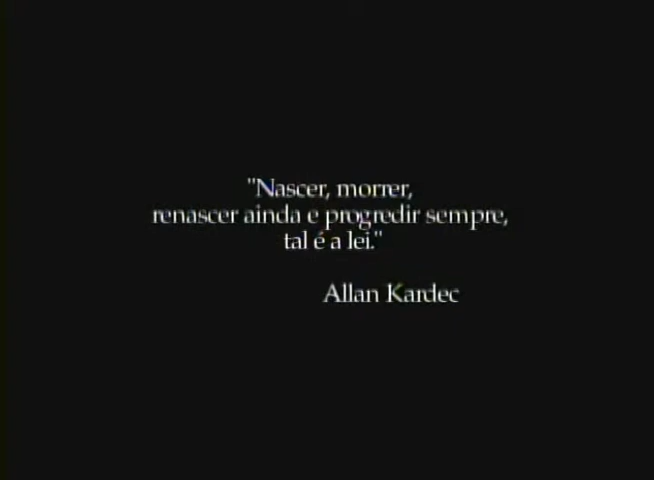 "Nascer, morrer,
renascer ainda e progredir sempre,
tal é a lei."
Allan Kardec